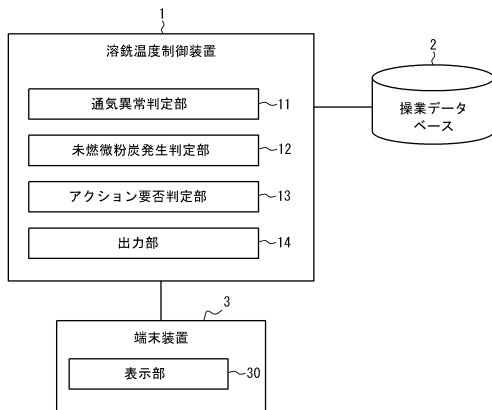 1
溶銑温度制御装置
通気異常判定部
11
未燃微粉炭発生判定部
12
アクション要否判定部
13
出力部
14
2
操業データ
ベース
3
端末装置
表示部
30